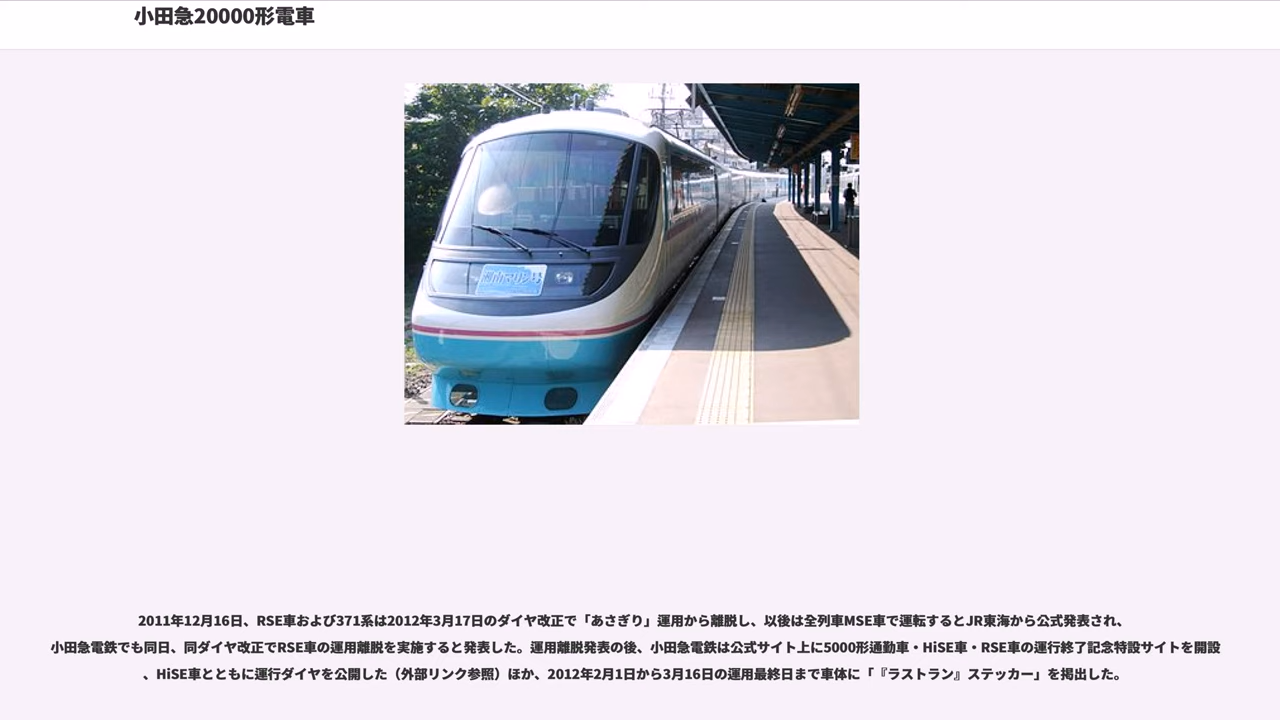 小田急20000形電車
湘南マリン号
2011年12月16日、RSE車および371系は2012年3月17日のダイヤ改正で「あさぎり」運用から離脱し、以後は全列車MSE車で運転するとJR東海から公式発表され、
小田急電鉄でも同日、同ダイヤ改正でRSE車の運用離脱を実施すると発表した。運用離脱発表の後、小田急電鉄は公式サイト上に5000形通勤車・HiSE車・RSE車の運行終了記念特設サイトを開設
、HiSE車とともに運行ダイヤを公開した（外部リンク参照）ほか、2012年2月1日から3月16日の運用最終日まで車体に「『ラストラン』ステッカー」を掲出した。